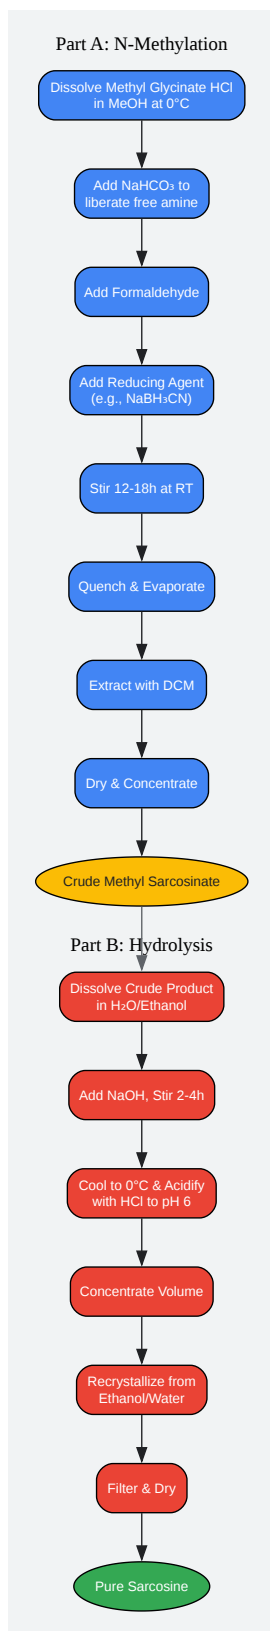 Part A: N-Methylation
Dissolve Methyl Glycinate HCl
in MeOH at 0°C
Add NaHCO₃ to
liberate free amine
Add Formaldehyde
Add Reducing Agent
(e.g., NaBH₃CN)
Stir 12-18h at RT
Quench & Evaporate
Extract with DCM
Dry & Concentrate
Crude Methyl Sarcosinate
Part B: Hydrolysis
Dissolve Crude Product
in H₂O/Ethanol
Add NaOH, Stir 2-4h
Cool to 0°C & Acidify
with HCl to pH 6
Concentrate Volume
Recrystallize from
Ethanol/Water
Filter & Dry
Pure Sarcosine